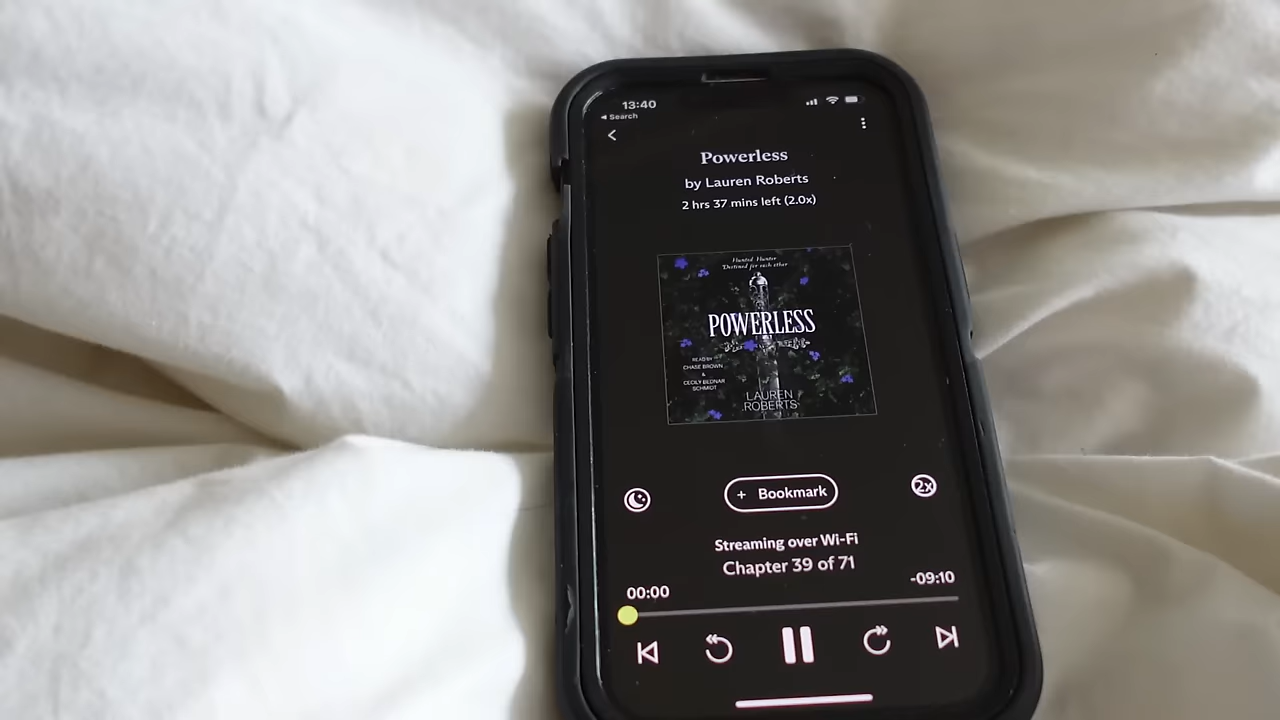 13:40
◀ Search
Powerless
by Lauren Roberts
2 hrs 37 mins left (2.0x)
Hunted Hunter
Destined for each other
POWERLESS
READ BY
CHASE BROWN
&
CECILY BEDNAR
SCHMIDT
LAUREN
ROBERTS
+ Bookmark
2x
Streaming over Wi-Fi
Chapter 39 of 71
00:00
-09:10